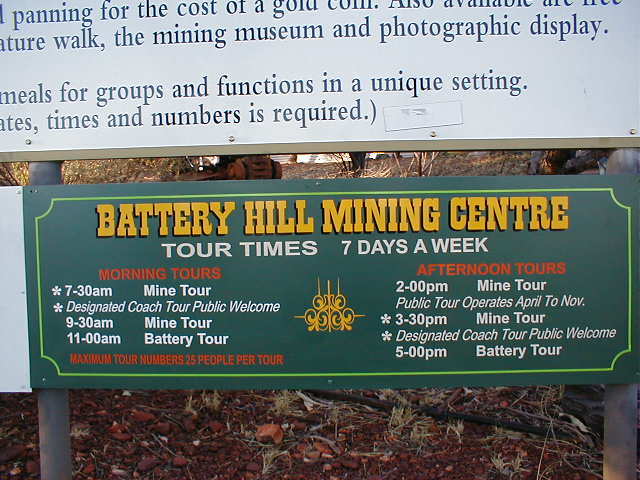 panning for the cost of a gold coin. Also available are free
ature walk, the mining museum and photographic display.
meals for groups and functions in a unique setting.
ates, times and numbers is required.)
BATTERY HILL MINING CENTRE
TOUR TIMES 7 DAYS A WEEK
MORNING TOURS
* 7-30am Mine Tour
* Designated Coach Tour Public Welcome
9-30am Mine Tour
11-00am Battery Tour
MAXIMUM TOUR NUMBERS 25 PEOPLE PER TOUR
AFTERNOON TOURS
2-00pm Mine Tour
Public Tour Operates April To Nov.
* 3-30pm Mine Tour
* Designated Coach Tour Public Welcome
5-00pm Battery Tour